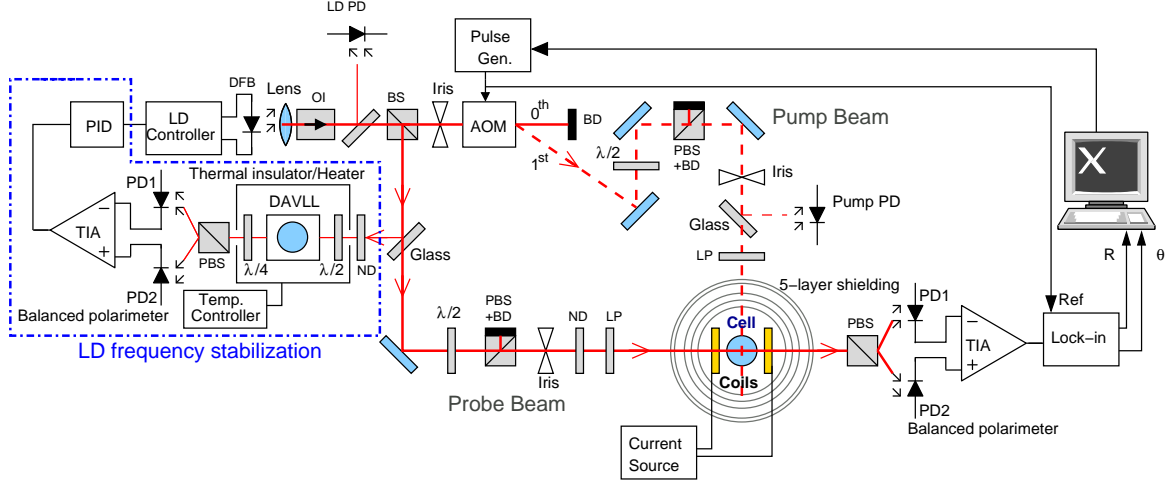 LD PD
Pulse
Gen.
DFB
Lens
OI
BS
Iris
PID
LD
Controller
AOM
0th
BD
1st
λ/2
PBS
+BD
Pump Beam
X
Iris
Thermal insulator/Heater
PD1
DAVLL
TIA
−
+
PBS
λ/4
λ/2
ND
Glass
Glass
Pump PD
LP
R
θ
PD2
Balanced polarimeter
Temp.
Controller
LD frequency stabilization
λ/2
PBS
+BD
Iris
ND
LP
Probe Beam
5−layer shielding
Cell
Coils
PBS
PD1
Ref
−
+
TIA
Lock−in
PD2
Balanced polarimeter
Current
Source